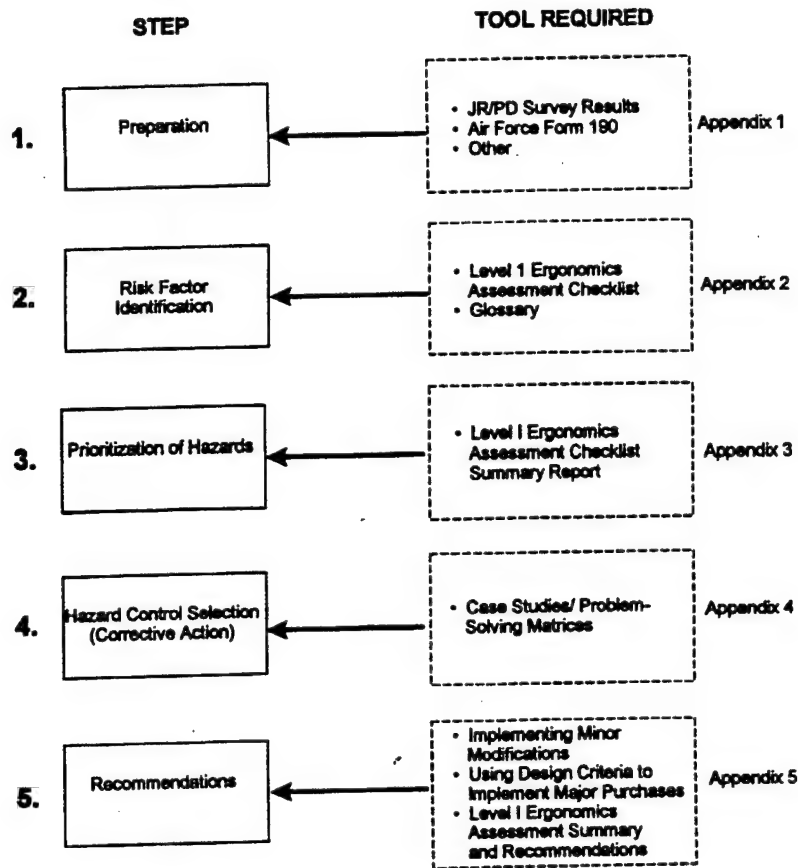 STEP
TOOL REQUIRED
1.
Preparation
• JR/PD Survey Results
• Air Force Form 190
• Other
Appendix 1
2.
Risk Factor
Identification
• Level 1 Ergonomics
Assessment Checklist
• Glossary
Appendix 2
3.
Prioritization of Hazards
• Level I Ergonomics
Assessment Checklist
Summary Report
Appendix 3
4.
Hazard Control Selection
(Corrective Action)
• Case Studies/ Problem-
Solving Matrices
Appendix 4
5.
Recommendations
• Implementing Minor
Modifications
• Using Design Criteria to
Implement Major Purchases
• Level I Ergonomics
Assessment Summary
and Recommendations
Appendix 5